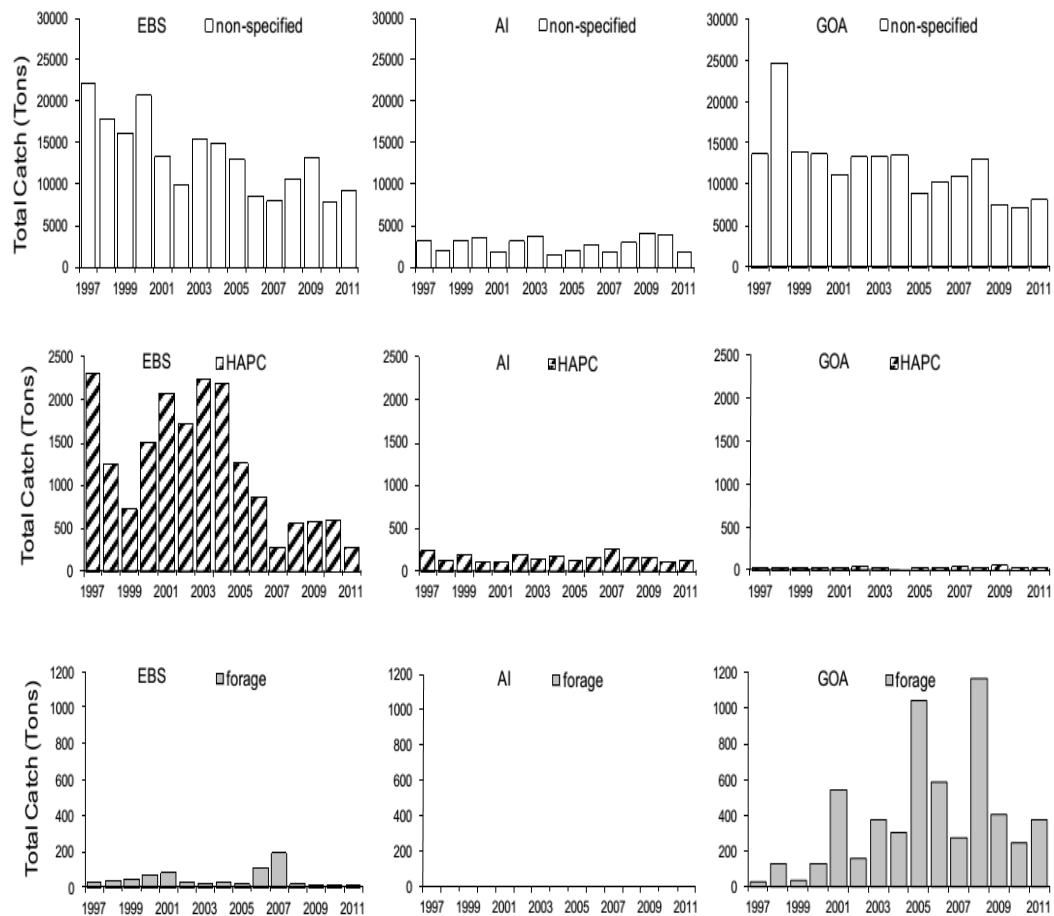 EBS non-specified
AI non-specified
GOA non-specified
Total Catch (Tons)
30000
25000
20000
15000
10000
5000
0
1997 1999 2001 2003 2005 2007 2009 2011
30000
25000
20000
15000
10000
5000
0
1997 1999 2001 2003 2005 2007 2009 2011
30000
25000
20000
15000
10000
5000
0
1997 1999 2001 2003 2005 2007 2009 2011
EBS HAPC
AI HAPC
GOA HAPC
Total Catch (Tons)
2500
2000
1500
1000
500
0
1997 1999 2001 2003 2005 2007 2009 2011
2500
2000
1500
1000
500
0
1997 1999 2001 2003 2005 2007 2009 2011
2500
2000
1500
1000
500
0
1997 1999 2001 2003 2005 2007 2009 2011
EBS forage
AI forage
GOA forage
Total Catch (Tons)
1200
1000
800
600
400
200
0
1997 1999 2001 2003 2005 2007 2009 2011
1200
1000
800
600
400
200
0
1997 1999 2001 2003 2005 2007 2009 2011
1200
1000
800
600
400
200
0
1997 1999 2001 2003 2005 2007 2009 2011